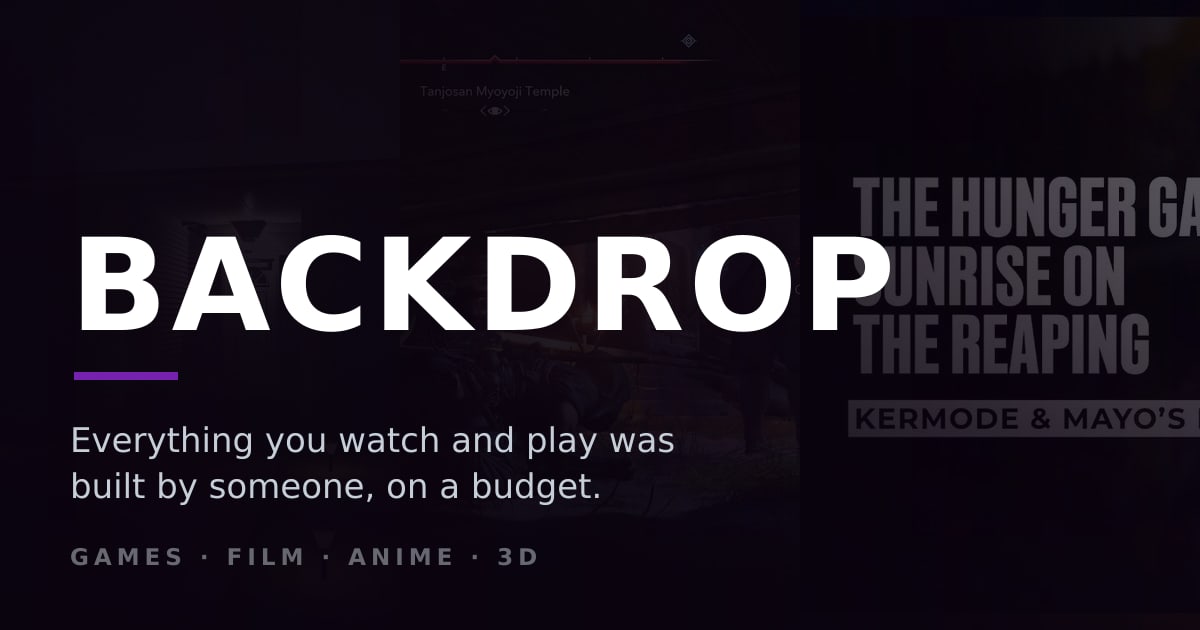 E
Tanjosan Myoyoji Temple
THE HUNGER GA
SUNRISE ON
THE REAPING
KERMODE & MAYO'S
BACKDROP
Everything you watch and play was
built by someone, on a budget.
GAMES · FILM · ANIME · 3D